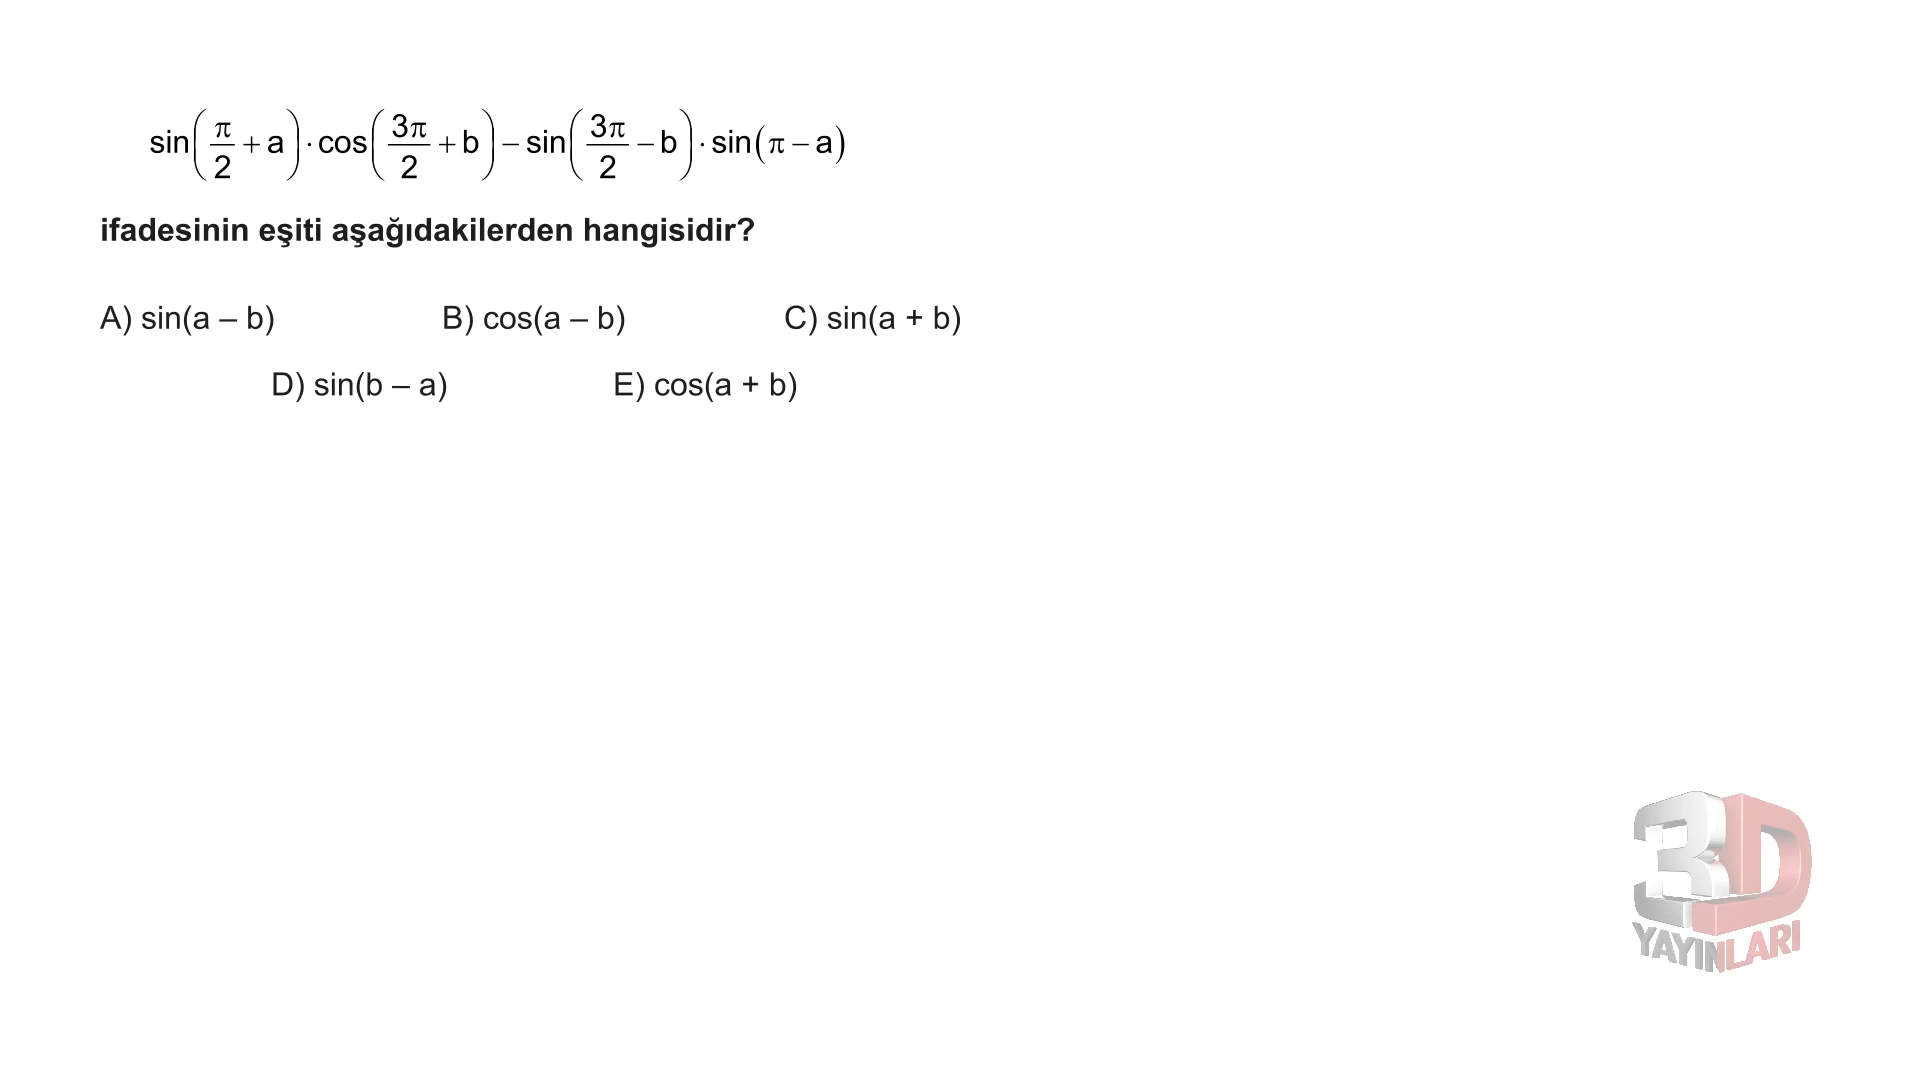 sin(π/2 + a) · cos(3π/2 + b) – sin(3π/2 – b) · sin(π – a)
ifadesinin eşiti aşağıdakilerden hangisidir?
A) sin(a – b) B) cos(a – b) C) sin(a + b)
D) sin(b – a) E) cos(a + b)
3D
YAYINLARI